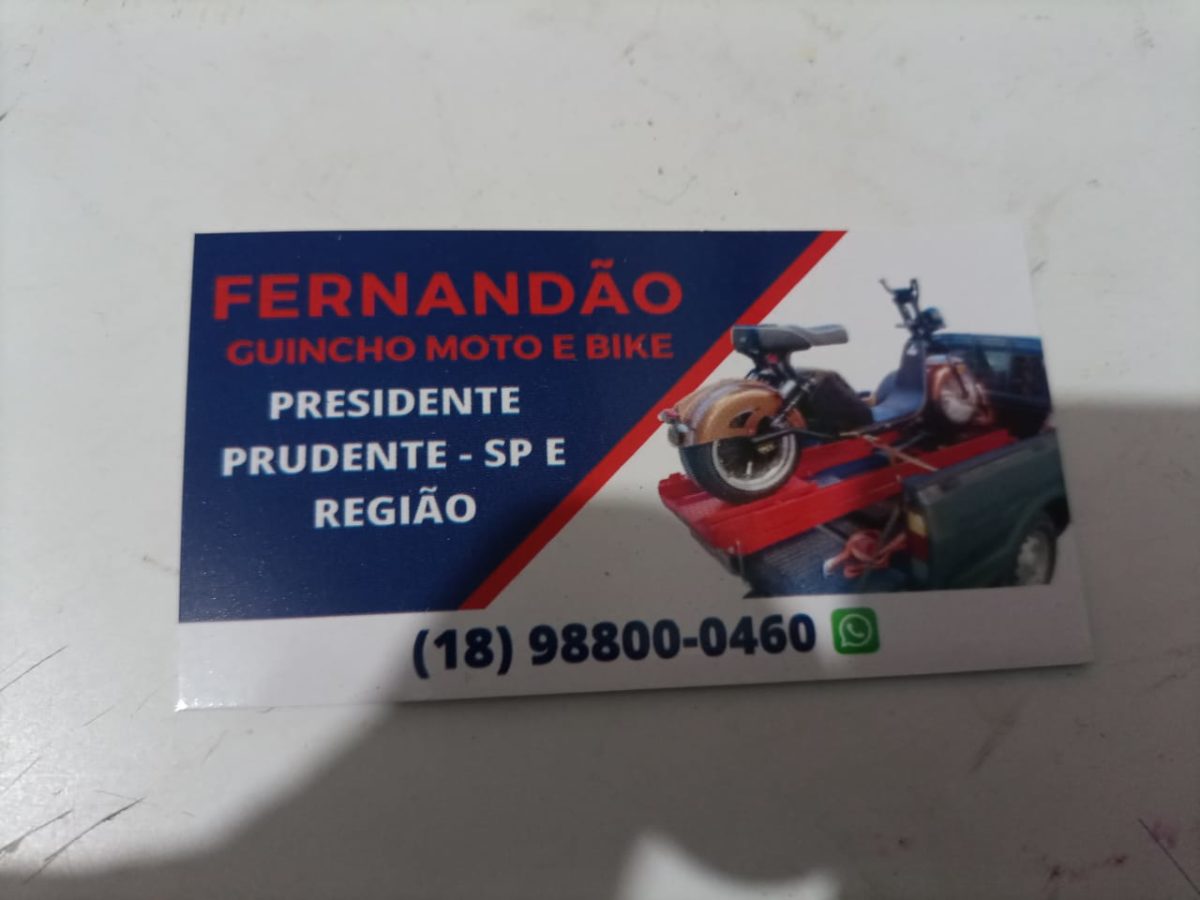 FERNANDÃO
GUINCHO MOTO E BIKE
PRESIDENTE
PRUDENTE - SP E
REGIÃO
(18) 98800-0460